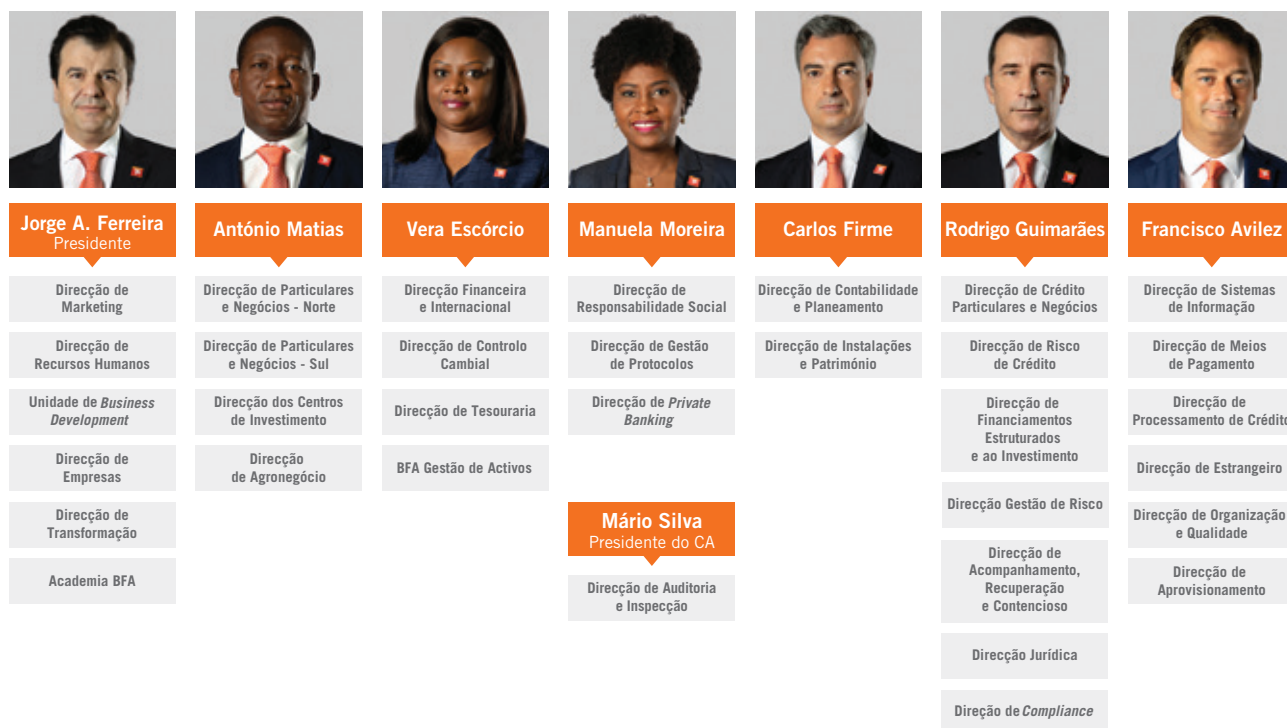 Jorge A. Ferreira
Presidente
Direcção de
Marketing
Direcção de
Recursos Humanos
Unidade de Business
Development
Direcção de
Empresas
Direcção de
Transformação
Academia BFA
António Matias
Direcção de Particulares
e Negócios - Norte
Direcção de Particulares
e Negócios - Sul
Direcção dos Centros
de Investimento
Direcção
de Agronegócio
Vera Escórcio
Direcção Financeira
e Internacional
Direcção de Controlo
Cambial
Direcção de Tesouraria
BFA Gestão de Activos
Manuela Moreira
Direcção de
Responsabilidade Social
Direcção de Gestão
de Protocolos
Direcção de Private
Banking
Mário Silva
Presidente do CA
Direcção de Auditoria
e Inspecção
Carlos Firme
Direcção de Contabilidade
e Planeamento
Direcção de Instalações
e Património
Rodrigo Guimarães
Direcção de Crédito
Particulares e Negócios
Direcção de Risco
de Crédito
Direcção de
Financiamentos
Estruturados
e ao Investimento
Direcção Gestão de Risco
Direcção de
Acompanhamento,
Recuperação
e Contencioso
Direcção Jurídica
Direção de Compliance
Francisco Avilez
Direcção de Sistemas
de Informação
Direcção de Meios
de Pagamento
Direcção de
Processamento de Crédito
Direcção de Estrangeiro
Direcção de Organização
e Qualidade
Direcção de
Aprovisionamento